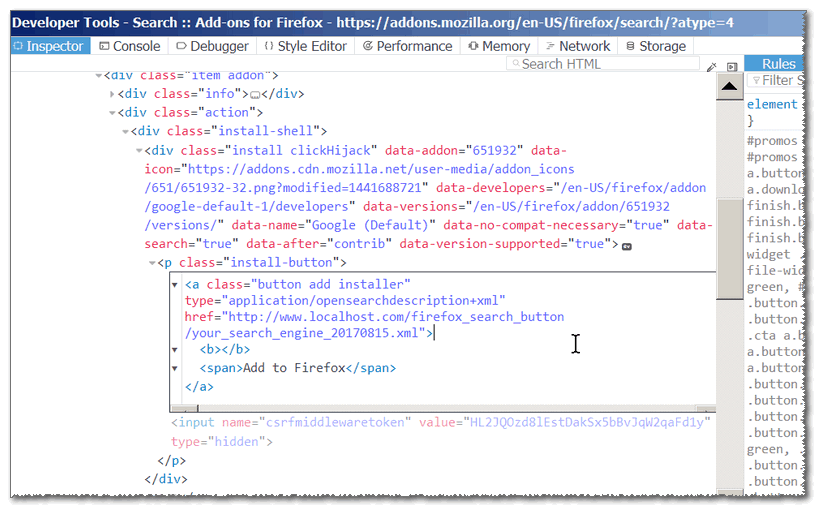 Developer Tools - Search :: Add-ons for Firefox - https://addons.mozilla.org/en-US/firefox/search/?atype=4
Inspector Console Debugger Style Editor Performance Memory Network Storage
Search HTML Rules
Filter S
<div class="item addon">
<div class="info"></div>
<div class="action">
<div class="install-shell">
<div class="install clickHijack" data-addon="651932" data-
icon="https://addons.cdn.mozilla.net/user-media/addon_icons
/651/651932-32.png?modified=1441688721" data-developers="/en-US/firefox/addon
/google-default-1/developers" data-versions="/en-US/firefox/addon/651932
/versions/" data-name="Google (Default)" data-no-compat-necessary="true" data-
search="true" data-after="contrib" data-version-supported="true"> ev
<p class="install-button">
<a class="button add installer"
type="application/opensearchdescription+xml"
href="http://www.localhost.com/firefox_search_button
/your_search_engine_20170815.xml">
<b></b>
<span>Add to Firefox</span>
</a>
<input name="csrfmiddlewaretoken" value="HL2JQOzd8lEstDakSx5bBvJqW2qaFd1y"
type="hidden">
</p>
</div>
element
}
#promos
#promos
a.button
a.downlo
finish.b
finish.b
finish.b
widget .
file-wid
green, #
.button.
.button.
.cta a.b
a.button
a.button
.button.
.button.
.button.
.button.
green, .
.button.
.button.